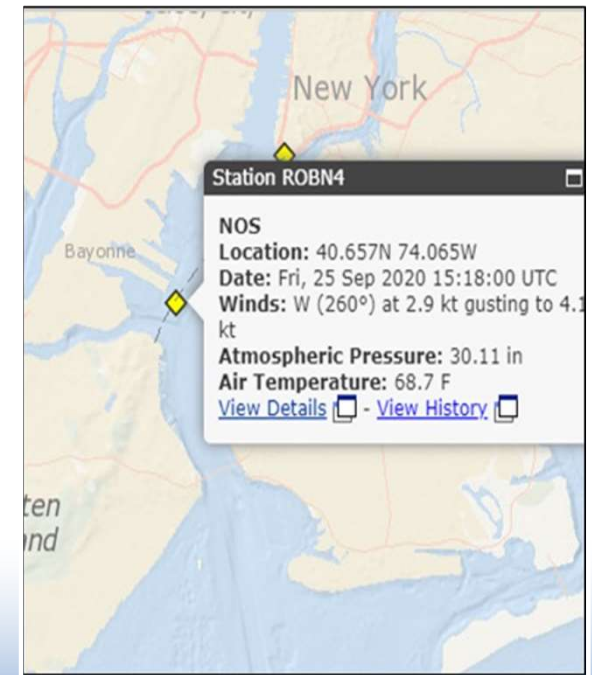 New York
Station ROBN4
NOS
Location: 40.657N 74.065W
Bayonne
Date: Fri, 25 Sep 2020 15:18:00 UTC
Winds: W (260°) at 2.9 kt gusting to 4.1
kt
Atmospheric Pressure: 30.11 in
Air Temperature: 68.7 F
View Details - View History
ten
nd